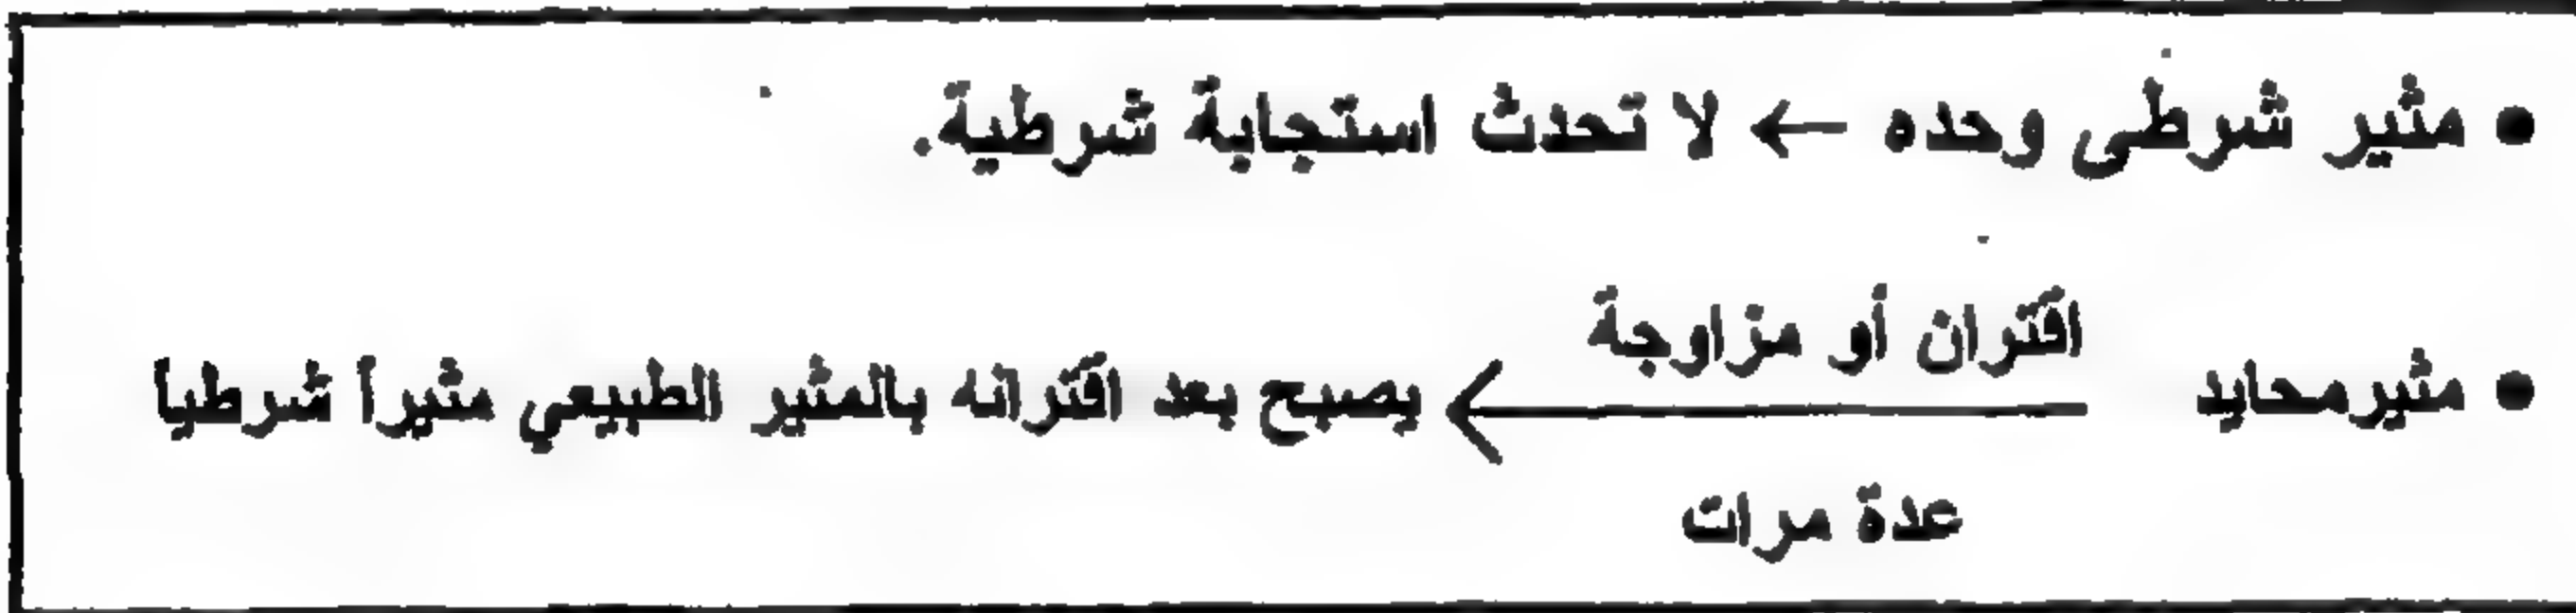 • مثير شرطى وحده ← لا تحدث استجابة شرطية.
اقتران أو مزاوجة
• مثيرمحايد ← يصبح بعد اقترانه بالمثير الطبيعي مثيراً شرطياً
عدة مرات